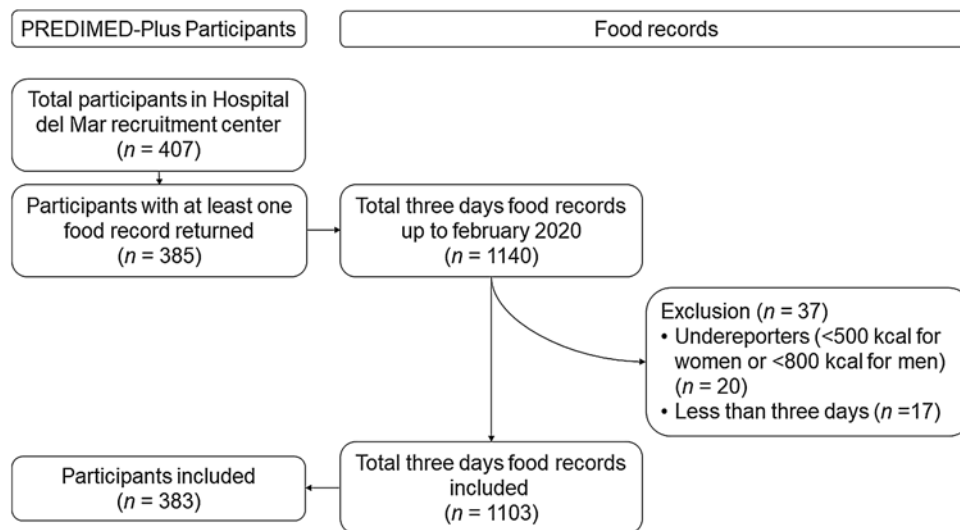 PREDIMED-Plus Participants
Food records
Total participants in Hospital
del Mar recruitment center
(n = 407)
Participants with at least one
food record returned
(n = 385)
Total three days food records
up to february 2020
(n = 1140)
Exclusion (n = 37)
• Undereporters (<500 kcal for
women or <800 kcal for men)
(n = 20)
• Less than three days (n =17)
Participants included
(n = 383)
Total three days food records
included
(n = 1103)